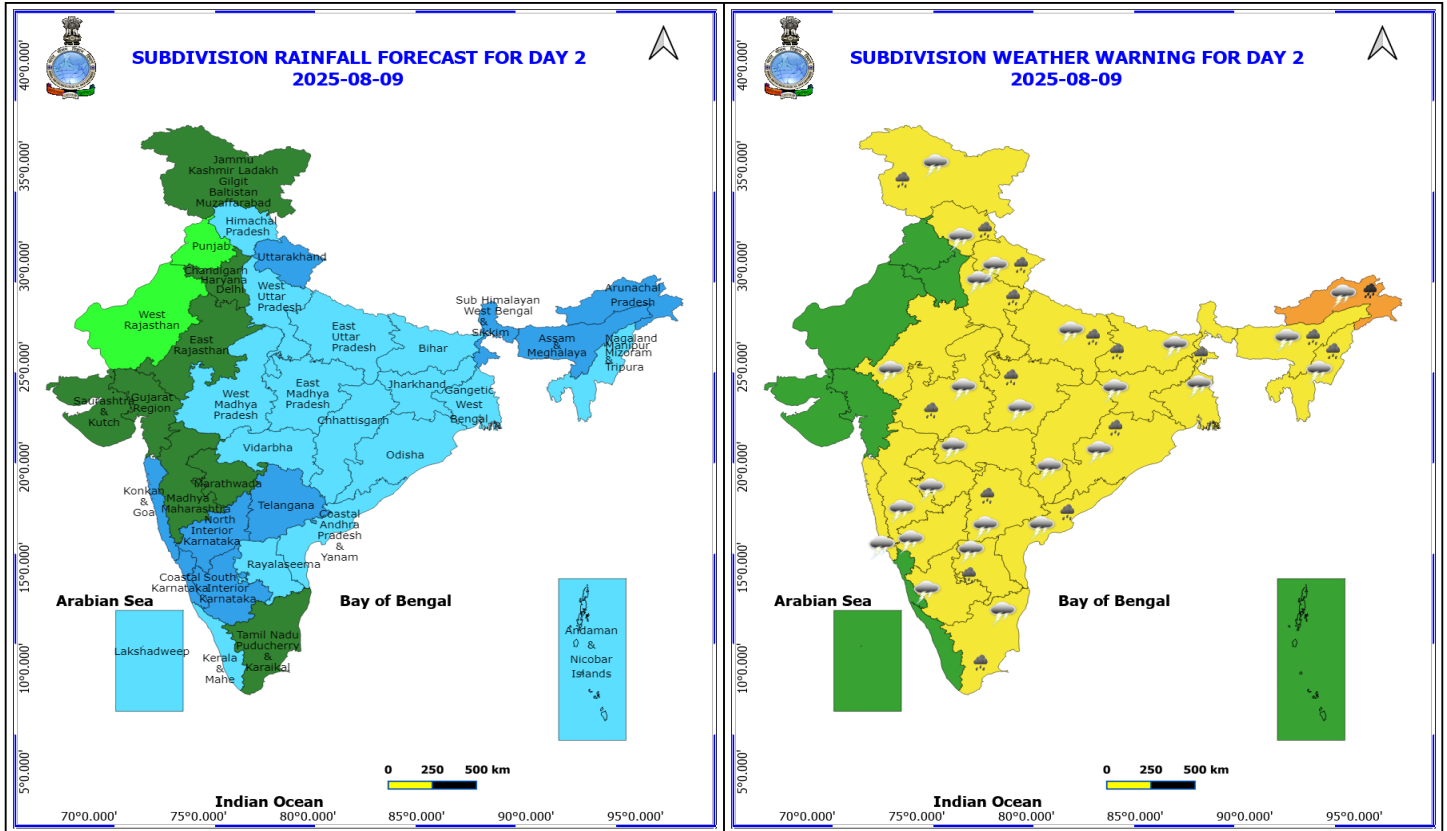 SUBDIVISION RAINFALL FORECAST FOR DAY 2
2025-08-09
40°0.000'
35°0.000'
30°0.000'
25°0.000'
20°0.000'
15°0.000'
10°0.000'
5°0.000'
Jammu
Kashmir Ladakh
Gilgit
Baltistan
Muzaffarabad
Himachal
Pradesh
Punjab
Uttarakhand
Chandigarh
Haryana
Delhi
West
Uttar
Pradesh
West
Rajasthan
East
Rajasthan
East
Uttar
Pradesh
Bihar
Sub Himalayan
West Bengal
&
Sikkim
Arunachal
Pradesh
Assam
&
Meghalaya
Nagaland
Manipur
Mizoram
&
Tripura
Saurashtra
&
Kutch
Gujarat
Region
West
Madhya
Pradesh
East
Madhya
Pradesh
Jharkhand
Gangetic
West
Bengal
Chhattisgarh
Vidarbha
Odisha
Konkan
&
Goa
Madhya
Maharashtra
Marathwada
Telangana
North
Interior
Karnataka
Coastal
Andhra
Pradesh
&
Yanam
Rayalaseema
Coastal
Karnataka
South
Interior
Karnataka
Arabian Sea
Bay of Bengal
Lakshadweep
Kerala
&
Mahe
Tamil Nadu
Puducherry
&
Karaikal
Andaman
&
Nicobar
Islands
0 250 500 km
Indian Ocean
70°0.000' 75°0.000' 80°0.000' 85°0.000' 90°0.000' 95°0.000'
SUBDIVISION WEATHER WARNING FOR DAY 2
2025-08-09
40°0.000'
35°0.000'
30°0.000'
25°0.000'
20°0.000'
15°0.000'
10°0.000'
5°0.000'
Arabian Sea
Bay of Bengal
0 250 500 km
Indian Ocean
70°0.000' 75°0.000' 80°0.000' 85°0.000' 90°0.000' 95°0.000'